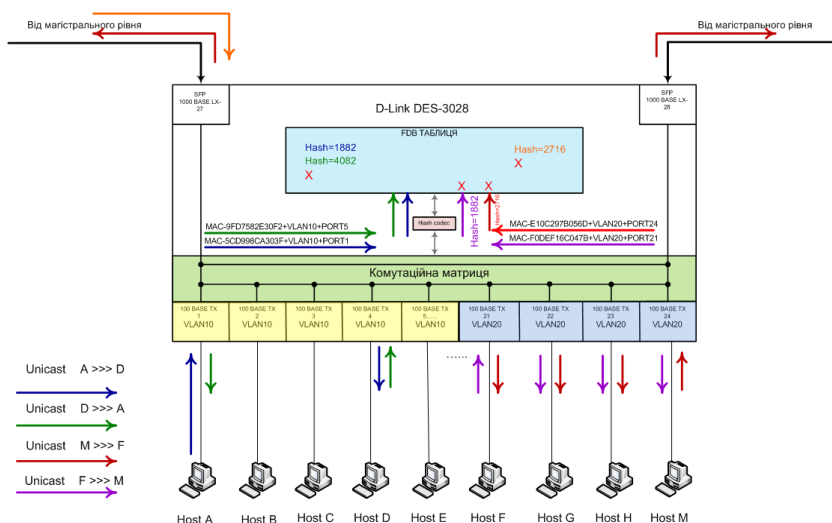 Від магістрального рівня
Від магістрального рівня
SFP
1000 BASE LX-
27
SFP
1000 BASE LX-
28
D-Link DES-3028
FDB ТАБЛИЦЯ
Hash=1882
Hash=4082
X
Hash=2716
X
X
X
Hash=1882
Hash=2716
Hash codec
MAC-9FD7582E30F2+VLAN10+PORT5
MAC-5CD998CA303F+VLAN10+PORT1
MAC-E10C297B056D+VLAN20+PORT24
MAC-F0DEF16C047B+VLAN20+PORT21
Комутаційна матриця
100 BASE TX
1
VLAN10
100 BASE TX
2
VLAN10
100 BASE TX
3
VLAN10
100 BASE TX
4
VLAN10
100 BASE TX
5......
VLAN10
100 BASE TX
21
VLAN20
100 BASE TX
22
VLAN20
100 BASE TX
23
VLAN20
100 BASE TX
24
VLAN20
......
Unicast A >>> D
Unicast D >>> A
Unicast M >>> F
Unicast F >>> M
Host A
Host B
Host C
Host D
Host E
Host F
Host G
Host H
Host M